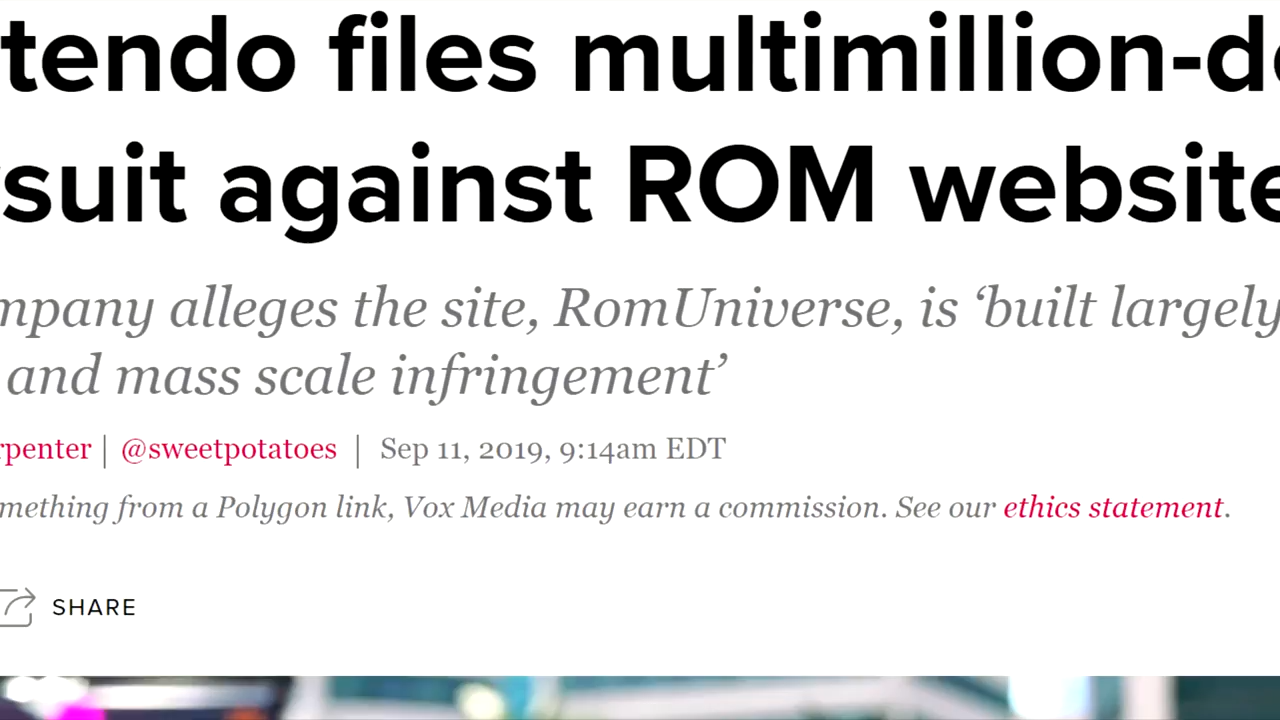 tendo files multimillion-d
suit against ROM website
mpany alleges the site, RomUniverse, is ‘built largely
and mass scale infringement’
rpenter | @sweetpotatoes | Sep 11, 2019, 9:14am EDT
mething from a Polygon link, Vox Media may earn a commission. See our ethics statement.
SHARE